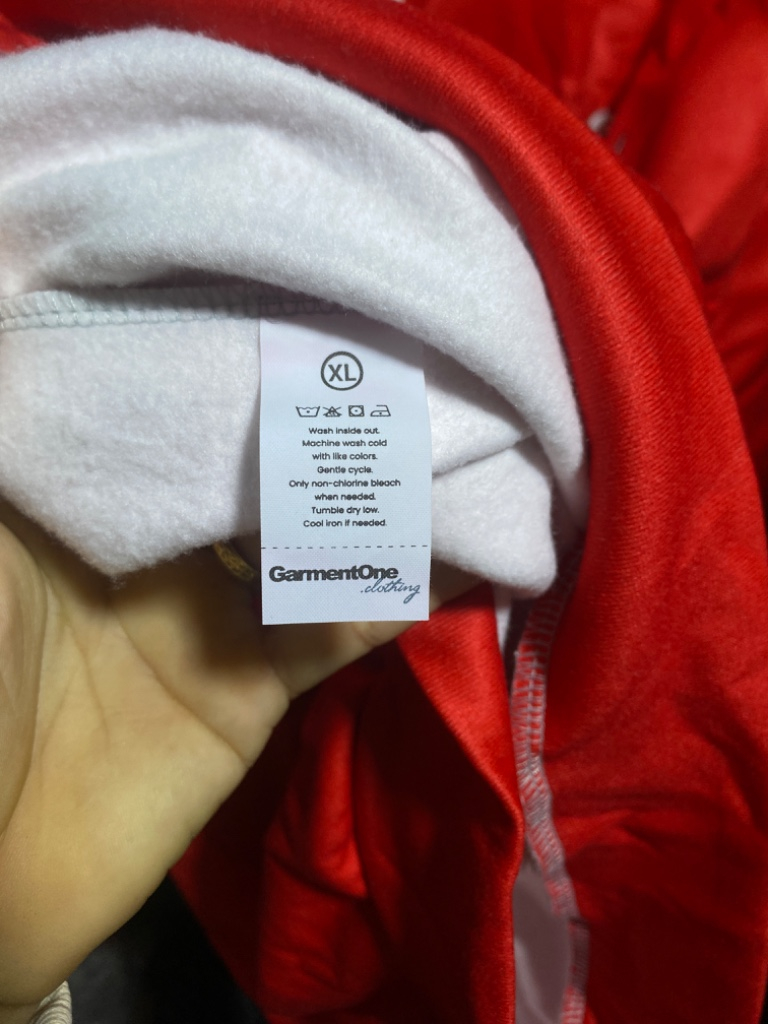 XL
Wash inside out.
Machine wash cold
with like colors.
Gentle cycle.
Only non-chlorine bleach
when needed.
Tumble dry low.
Cool iron if needed.
GarmentOne
.clothing